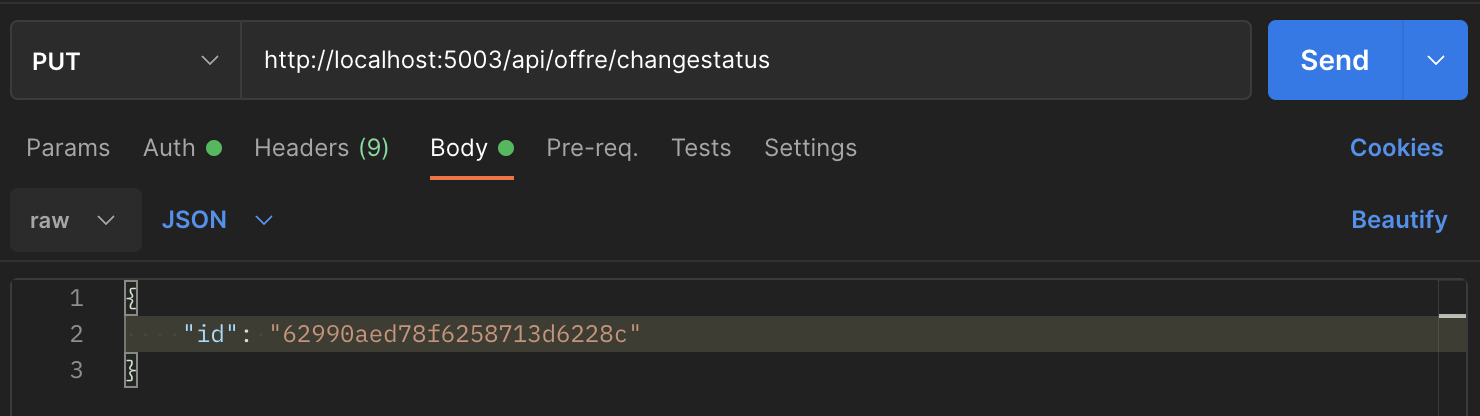 PUT http://localhost:5003/api/offre/changestatus Send
Params Auth Headers (9) Body Pre-req. Tests Settings Cookies
raw JSON Beautify
1 {
2 "id": "62990aed78f6258713d6228c"
3 }